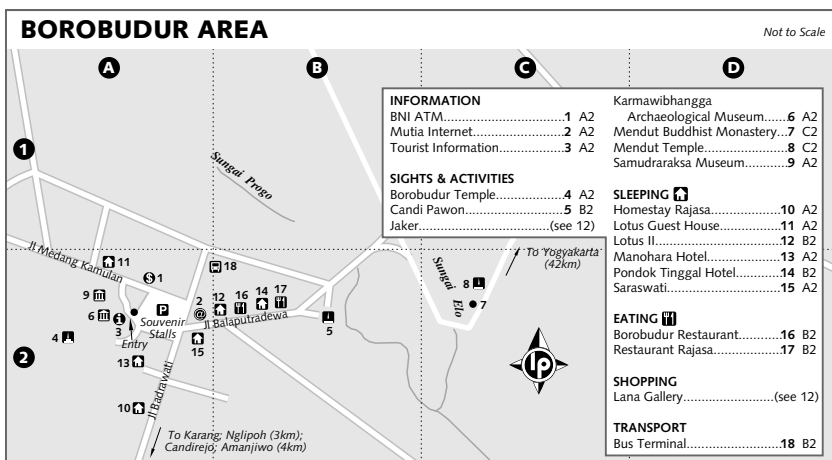 BOROBUDUR AREA
Not to Scale
A
B
C
D
1
2
INFORMATION
BNI ATM..............................1 A2
Mutia Internet......................2 A2
Tourist Information..............3 A2
SIGHTS & ACTIVITIES
Borobudur Temple................4 A2
Candi Pawon.......................5 B2
Jaker............................(see 12)
Karmawibhangga
Archaeological Museum......6 A2
Mendut Buddhist Monastery...7 C2
Mendut Temple....................8 C2
Samudraraksa Museum...........9 A2
SLEEPING
Homestay Rajasa.................10 A2
Lotus Guest House...............11 A2
Lotus II............................12 B2
Manohara Hotel..................13 A2
Pondok Tinggal Hotel...........14 B2
Saraswati..........................15 A2
EATING
Borobudur Restaurant...........16 B2
Restaurant Rajasa................17 B2
SHOPPING
Lana Gallery....................(see 12)
TRANSPORT
Bus Terminal......................18 B2
Sungai Progo
Jl Medang Kamulan
11
$ 1
18
9
P
2
12
16
14
17
@
6
3
Souvenir
Stalls
Entry
Jl Balaputradewa
4
15
5
13
10
Jl Badrawati
To Karang; Nglipoh (3km);
Candirejo; Amanjiwo (4km)
Sungai Elo
8
7
To Yogyakarta
(42km)
lp